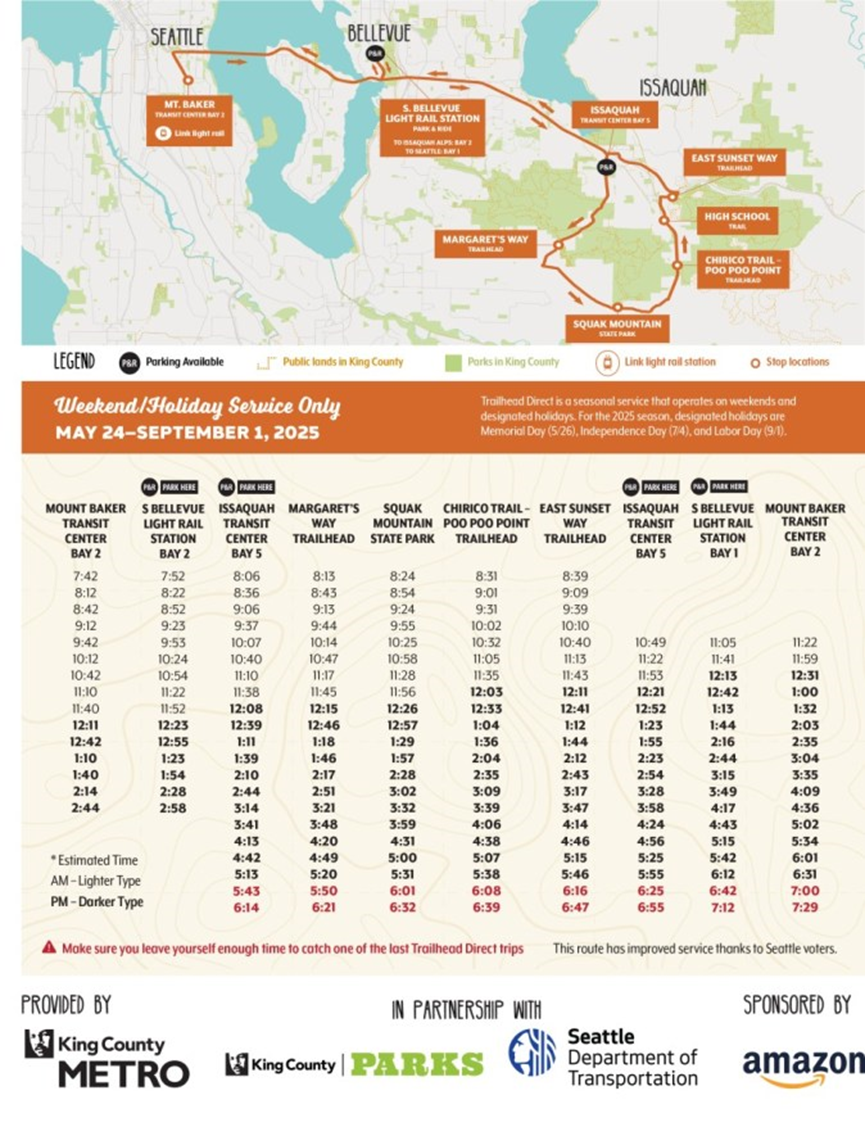 SEATTLE
BELLEVUE
P&R
MT. BAKER
TRANSIT CENTER BAY 2
Link light rail
S. BELLEVUE
LIGHT RAIL STATION
PARK & RIDE
TO ISSAQUAH ALPS: BAY 2
TO SEATTLE: BAY 1
ISSAQUAH
ISSAQUAH
TRANSIT CENTER BAY 5
P&R
EAST SUNSET WAY
TRAILHEAD
HIGH SCHOOL
TRAIL
MARGARET'S WAY
TRAILHEAD
CHIRICO TRAIL –
POO POO POINT
TRAILHEAD
SQUAK MOUNTAIN
STATE PARK
LEGEND P&R Parking Available Public lands in King County Parks in King County Link light rail station Stop locations
Weekend/Holiday Service Only
MAY 24–SEPTEMBER 1, 2025
Trailhead Direct is a seasonal service that operates on weekends and
designated holidays. For the 2025 season, designated holidays are
Memorial Day (5/26), Independence Day (7/4), and Labor Day (9/1).
P&R PARK HERE P&R PARK HERE P&R PARK HERE P&R PARK HERE
MOUNT BAKER S BELLEVUE ISSAQUAH MARGARET'S SQUAK CHIRICO TRAIL – EAST SUNSET ISSAQUAH S BELLEVUE MOUNT BAKER
TRANSIT LIGHT RAIL TRANSIT WAY MOUNTAIN POO POO POINT WAY TRANSIT LIGHT RAIL TRANSIT
CENTER STATION CENTER TRAILHEAD STATE PARK TRAILHEAD TRAILHEAD CENTER STATION CENTER
BAY 2 BAY 2 BAY 5 BAY 5 BAY 1 BAY 2
7:42 7:52 8:06 8:13 8:24 8:31 8:39
8:12 8:22 8:36 8:43 8:54 9:01 9:09
8:42 8:52 9:06 9:13 9:24 9:31 9:39
9:12 9:23 9:37 9:44 9:55 10:02 10:10
9:42 9:53 10:07 10:14 10:25 10:32 10:40 10:49 11:05 11:22
10:12 10:24 10:40 10:47 10:58 11:05 11:13 11:22 11:41 11:59
10:42 10:54 11:10 11:17 11:28 11:35 11:43 11:53 12:13 12:31
11:10 11:22 11:38 11:45 11:56 12:03 12:11 12:21 12:42 1:00
11:40 11:52 12:08 12:15 12:26 12:33 12:41 12:52 1:13 1:32
12:11 12:23 12:39 12:46 12:57 1:04 1:12 1:23 1:44 2:03
12:42 12:55 1:11 1:18 1:29 1:36 1:44 1:55 2:16 2:35
1:10 1:23 1:39 1:46 1:57 2:04 2:12 2:23 2:44 3:04
1:40 1:54 2:10 2:17 2:28 2:35 2:43 2:54 3:15 3:35
2:14 2:28 2:44 2:51 3:02 3:09 3:17 3:28 3:49 4:09
2:44 2:58 3:14 3:21 3:32 3:39 3:47 3:58 4:17 4:36
3:41 3:48 3:59 4:06 4:14 4:24 4:43 5:02
4:13 4:20 4:31 4:38 4:46 4:56 5:15 5:34
* Estimated Time 4:42 4:49 5:00 5:07 5:15 5:25 5:42 6:01
AM – Lighter Type 5:13 5:20 5:31 5:38 5:46 5:55 6:12 6:31
PM – Darker Type 5:43 5:50 6:01 6:08 6:16 6:25 6:42 7:00
6:14 6:21 6:32 6:39 6:47 6:55 7:12 7:29
Make sure you leave yourself enough time to catch one of the last Trailhead Direct trips This route has improved service thanks to Seattle voters.
PROVIDED BY IN PARTNERSHIP WITH SPONSORED BY
King County
METRO
King County PARKS
Seattle
Department of
Transportation
amazon